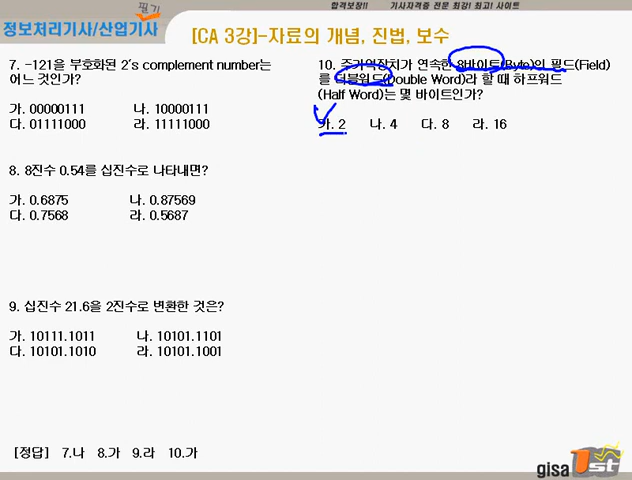 합격보장!! 기사자격증 전문 최강! 최고! 사이트
필기
정보처리기사/산업기사
[CA 3강]-자료의 개념, 진법, 보수
7. -121을 부호화된 2's complement number는
어느 것인가?
가. 00000111 나. 10000111
다. 01111000 라. 11111000
8. 8진수 0.54를 십진수로 나타내면?
가. 0.6875 나. 0.87569
다. 0.7568 라. 0.5687
9. 십진수 21.6을 2진수로 변환한 것은?
가. 10111.1011 나. 10101.1101
다. 10101.1010 라. 10101.1001
10. 주기억장치가 연속한 8바이트(Byte)의 필드(Field)
를 더블워드(Double Word)라 할 때 하프워드
(Half Word)는 몇 바이트인가?
가. 2 나. 4 다. 8 라. 16
[정답] 7.나 8.가 9.라 10.가
gisa 1st